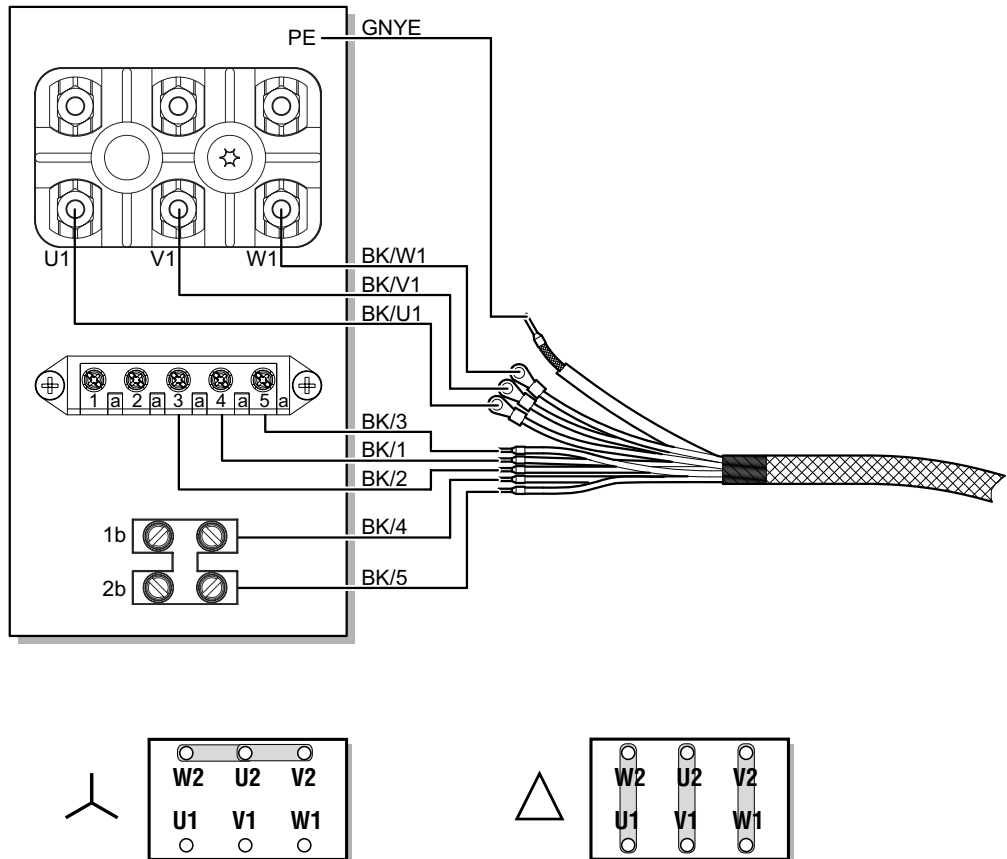 PE GNYE
U1 V1 W1
BK/W1
BK/V1
BK/U1
1 a 2 a 3 a 4 a 5 a
BK/3
BK/1
BK/2
1b
BK/4
2b
BK/5
W2 U2 V2
U1 V1 W1
W2 U2 V2
U1 V1 W1